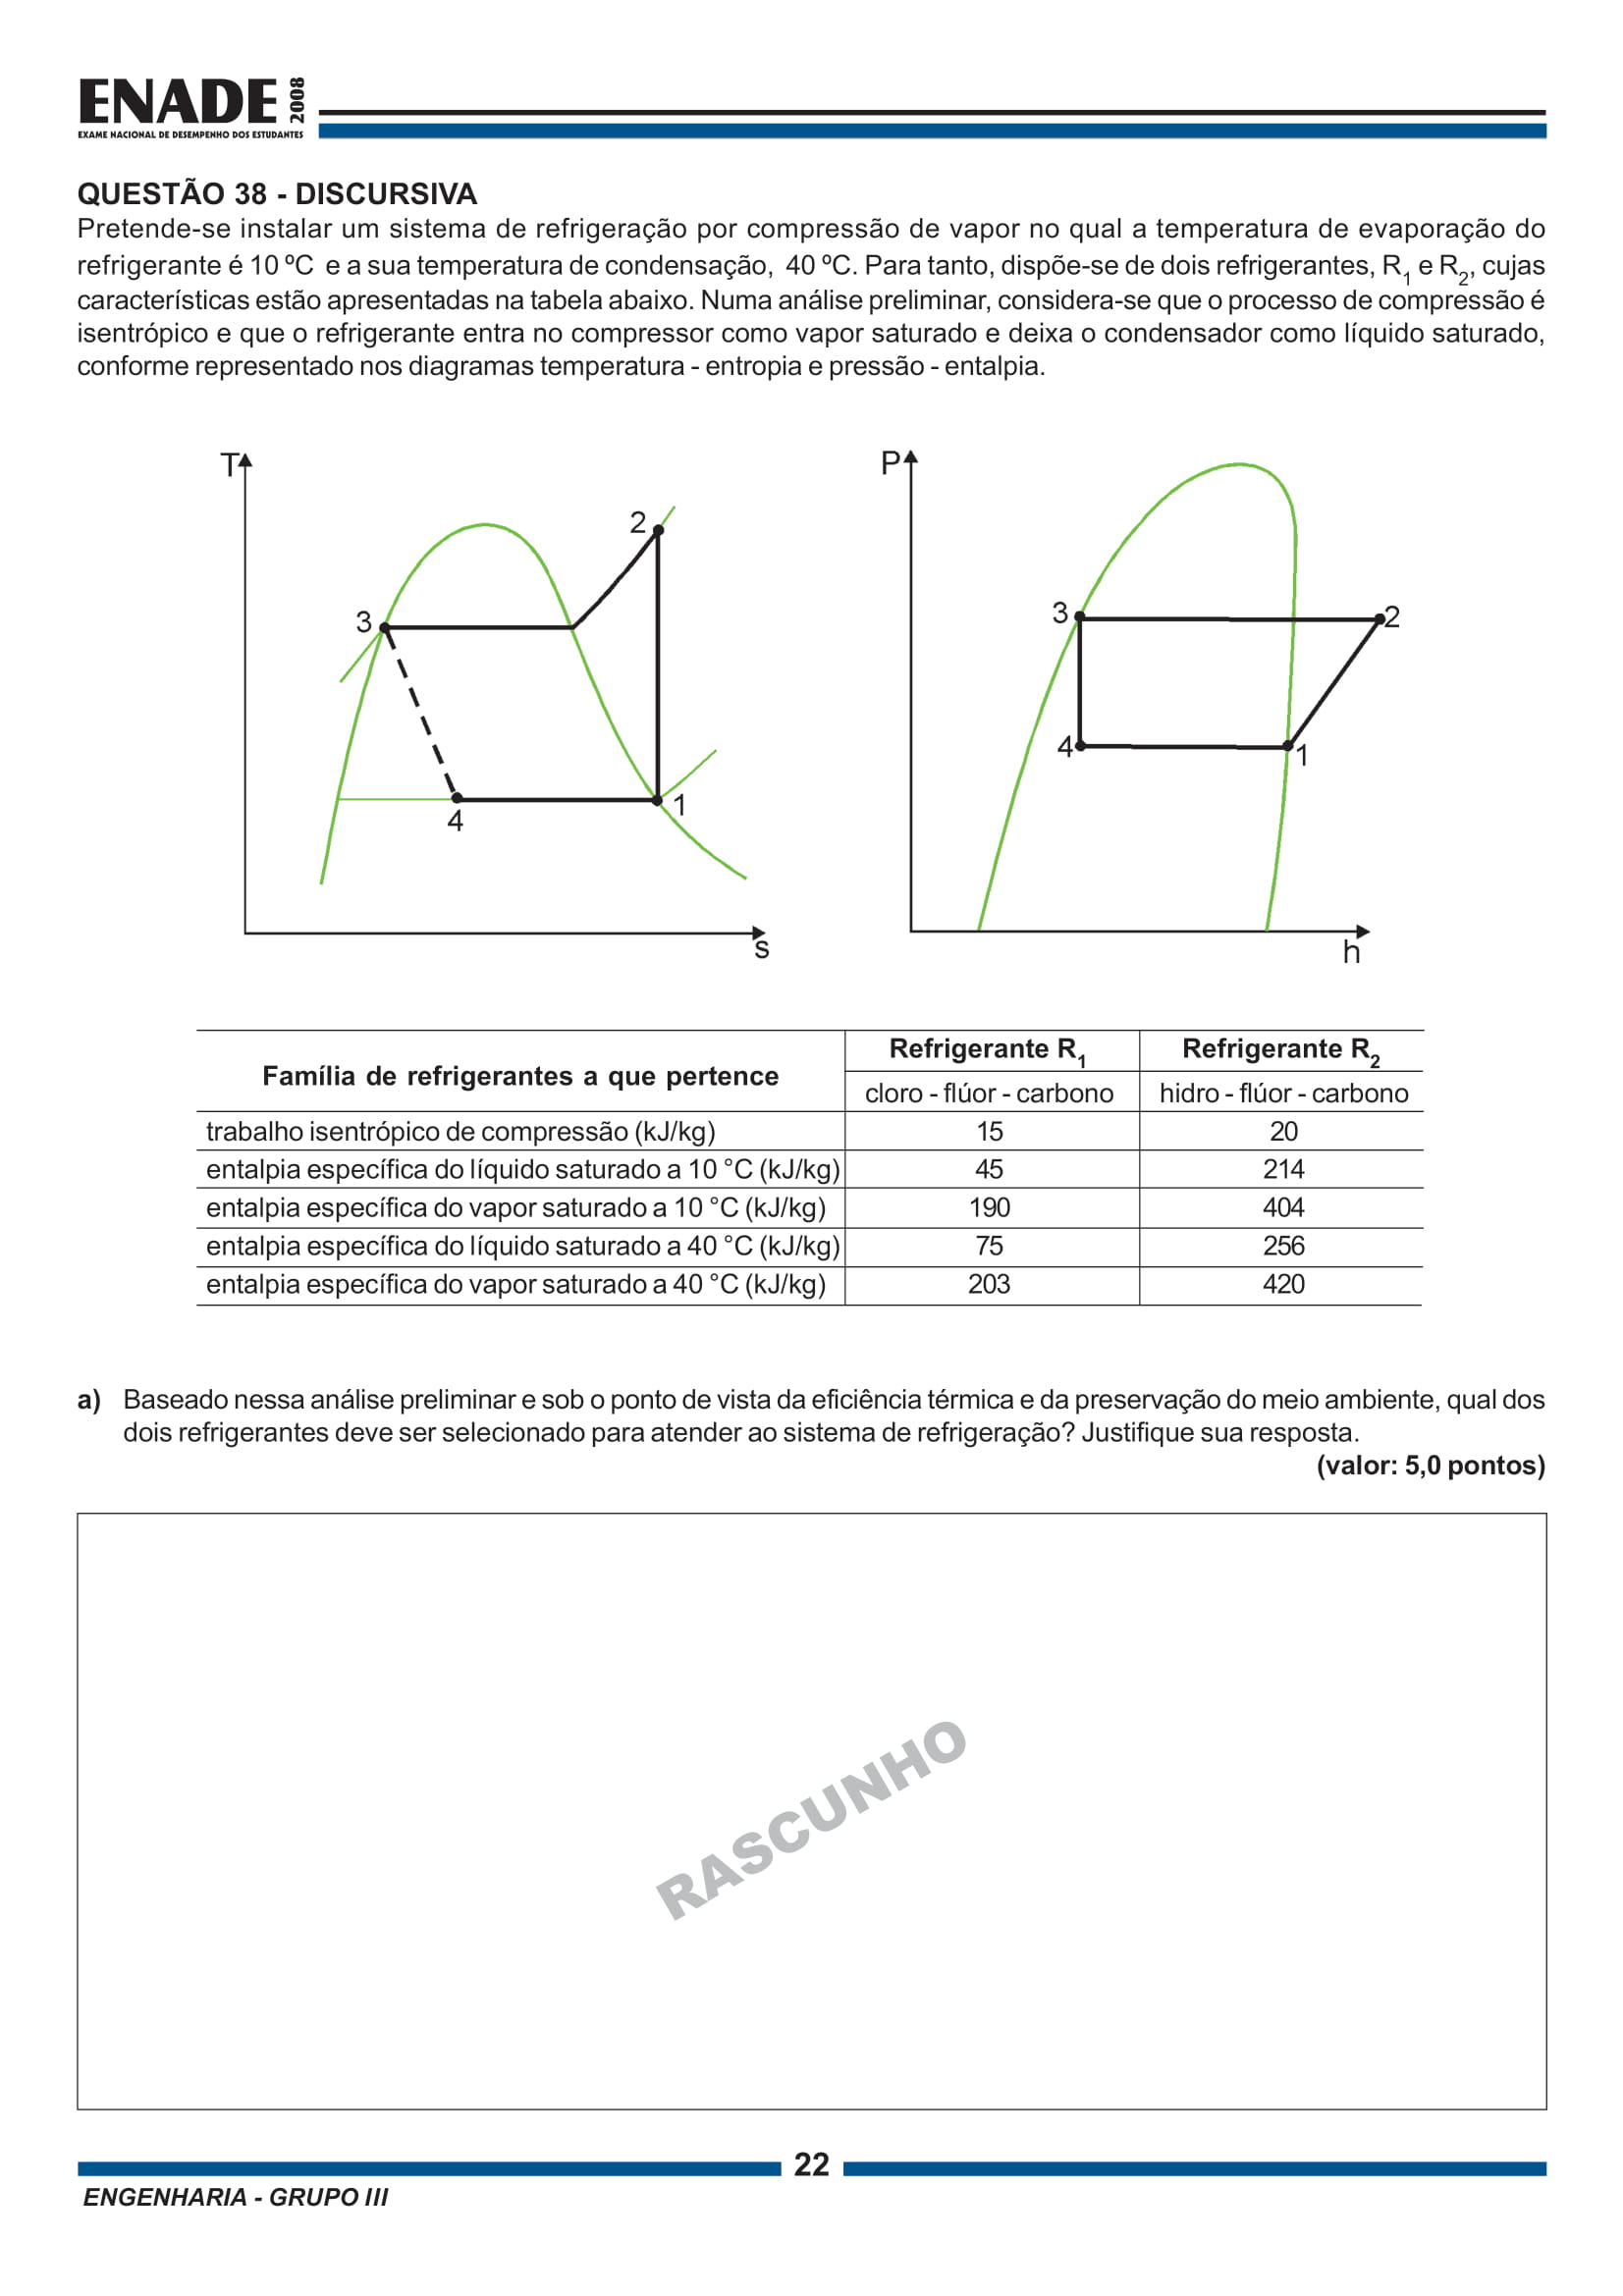 ENADE 2008
EXAME NACIONAL DE DESEMPENHO DOS ESTUDANTES
QUESTÃO 38 - DISCURSIVA
Pretende-se instalar um sistema de refrigeração por compressão de vapor no qual a temperatura de evaporação do
refrigerante é 10 ºC e a sua temperatura de condensação, 40 ºC. Para tanto, dispõe-se de dois refrigerantes, R1 e R2, cujas
características estão apresentadas na tabela abaixo. Numa análise preliminar, considera-se que o processo de compressão é
isentrópico e que o refrigerante entra no compressor como vapor saturado e deixa o condensador como líquido saturado,
conforme representado nos diagramas temperatura - entropia e pressão - entalpia.
T
2
3
4
1
s
P
3
2
4
1
h
Família de refrigerantes a que pertence
Refrigerante R1
Refrigerante R2
cloro - flúor - carbono
hidro - flúor - carbono
trabalho isentrópico de compressão (kJ/kg) 15 20
entalpia específica do líquido saturado a 10 °C (kJ/kg) 45 214
entalpia específica do vapor saturado a 10 °C (kJ/kg) 190 404
entalpia específica do líquido saturado a 40 °C (kJ/kg) 75 256
entalpia específica do vapor saturado a 40 °C (kJ/kg) 203 420
a) Baseado nessa análise preliminar e sob o ponto de vista da eficiência térmica e da preservação do meio ambiente, qual dos
dois refrigerantes deve ser selecionado para atender ao sistema de refrigeração? Justifique sua resposta.
(valor: 5,0 pontos)
RASCUNHO
22
ENGENHARIA - GRUPO III